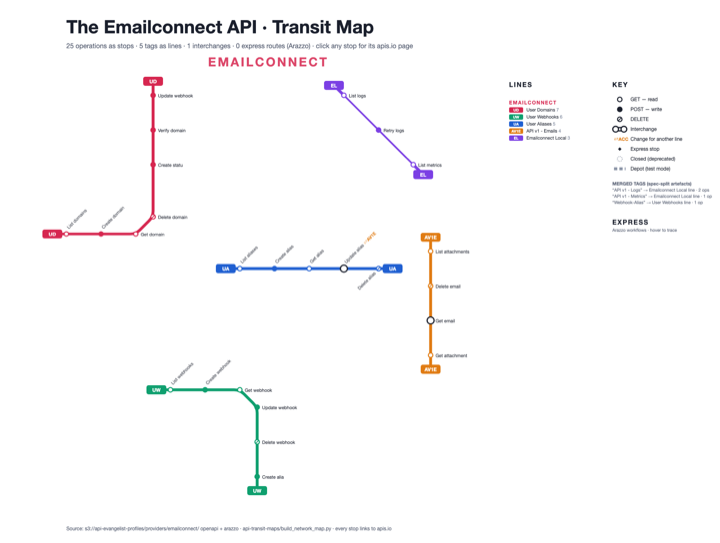 The Emailconnect API · Transit Map
25 operations as stops · 5 tags as lines · 1 interchanges · 0 express routes (Arazzo) · click any stop for its apis.io page
EMAILCONNECT
UD
Update webhook
Verify domain
Create statu
Delete domain
Get domain
Create domain
List domains
UD
EL
List logs
Retry logs
List metrics
EL
UA
List aliases
Create alias
Get alias
Update alias
Delete alias
UA
AV1E
List attachments
Delete email
Get email
Get attachment
AV1E
UW
List webhooks
Create webhook
Get webhook
Update webhook
Delete webhook
Create alia
UW
LINES
EMAILCONNECT
UD User Domains 7
UW User Webhooks 6
UA User Aliases 5
AV1E API v1 - Emails 4
EL Emailconnect Local 3
KEY
GET — read
POST — write
DELETE
Interchange
Change for another line
Express stop
Closed (deprecated)
Depot (test mode)
MERGED TAGS (spec-split artefacts)
"API v1 - Logs" → Emailconnect Local line · 2 ops
"API v1 - Metrics" → Emailconnect Local line · 1 op
"Webhook-Alias" → User Webhooks line · 1 op
EXPRESS
Arazzo workflows · hover to trace
Source: s3://api-evangelist-profiles/providers/emailconnect/ openapi + arazzo · api-transit-maps/build_network_map.py · every stop links to apis.io